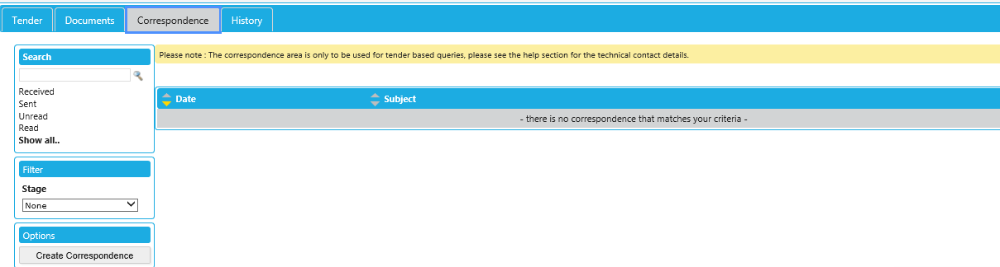 Tender Documents Correspondence History
Search
Please note : The correspondence area is only to be used for tender based queries, please see the help section for the technical contact details.
Received
Sent
Unread
Read
Show all..
Date Subject
- there is no correspondence that matches your criteria -
Filter
Stage
None
Options
Create Correspondence